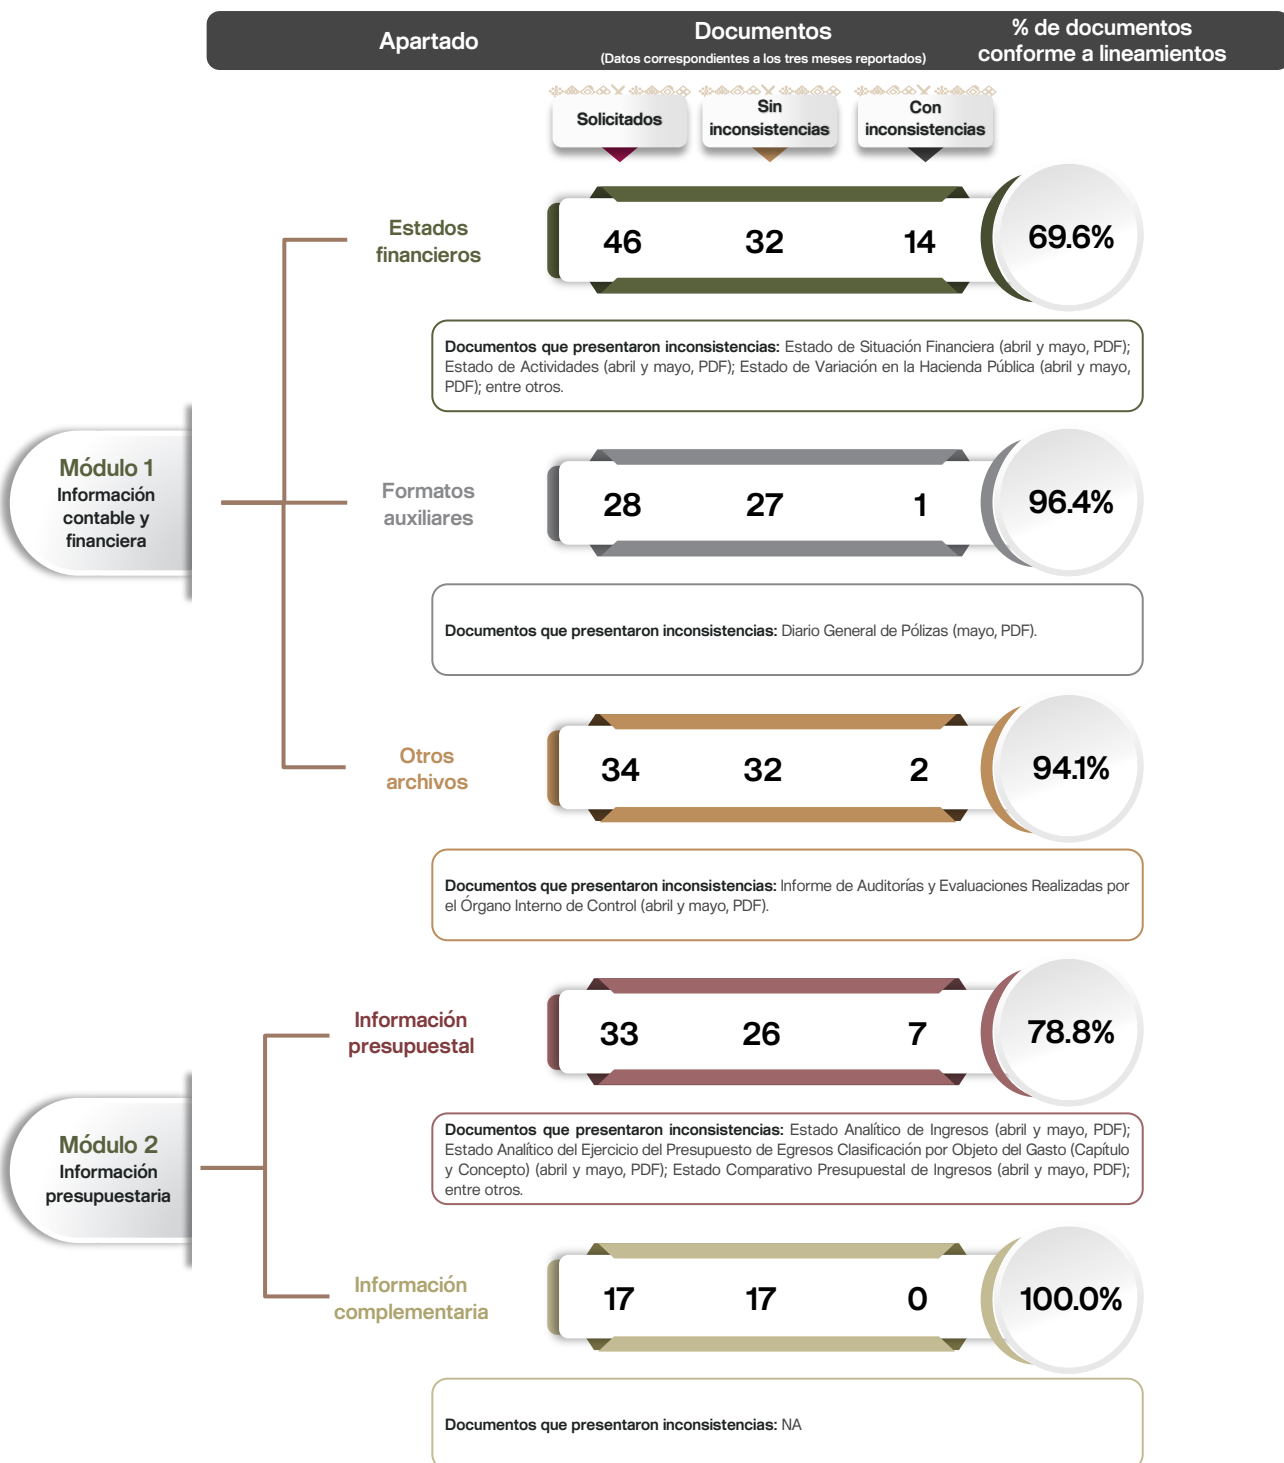 Apartado
Documentos
(Datos correspondientes a los tres meses reportados)
% de documentos
conforme a lineamientos
Solicitados
Sin
inconsistencias
Con
inconsistencias
Módulo 1
Información
contable y
financiera
Estados
financieros
46 32 14 69.6%
Documentos que presentaron inconsistencias: Estado de Situación Financiera (abril y mayo, PDF);
Estado de Actividades (abril y mayo, PDF); Estado de Variación en la Hacienda Pública (abril y mayo,
PDF); entre otros.
Formatos
auxiliares
28 27 1 96.4%
Documentos que presentaron inconsistencias: Diario General de Pólizas (mayo, PDF).
Otros
archivos
34 32 2 94.1%
Documentos que presentaron inconsistencias: Informe de Auditorías y Evaluaciones Realizadas por
el Órgano Interno de Control (abril y mayo, PDF).
Módulo 2
Información
presupuestaria
Información
presupuestal
33 26 7 78.8%
Documentos que presentaron inconsistencias: Estado Analítico de Ingresos (abril y mayo, PDF);
Estado Analítico del Ejercicio del Presupuesto de Egresos Clasificación por Objeto del Gasto (Capítulo
y Concepto) (abril y mayo, PDF); Estado Comparativo Presupuestal de Ingresos (abril y mayo, PDF);
entre otros.
Información
complementaria
17 17 0 100.0%
Documentos que presentaron inconsistencias: NA